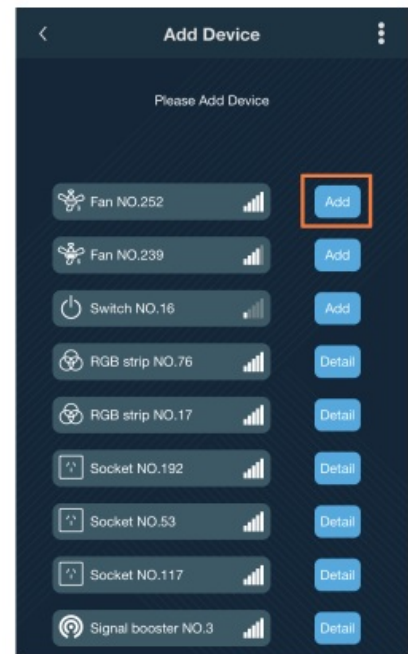 Add Device
Please Add Device
Fan NO.252 Add
Fan NO.239 Add
Switch NO.16 Add
RGB strip NO.76 Detail
RGB strip NO.17 Detail
Socket NO.192 Detail
Socket NO.53 Detail
Socket NO.117 Detail
Signal booster NO.3 Detail